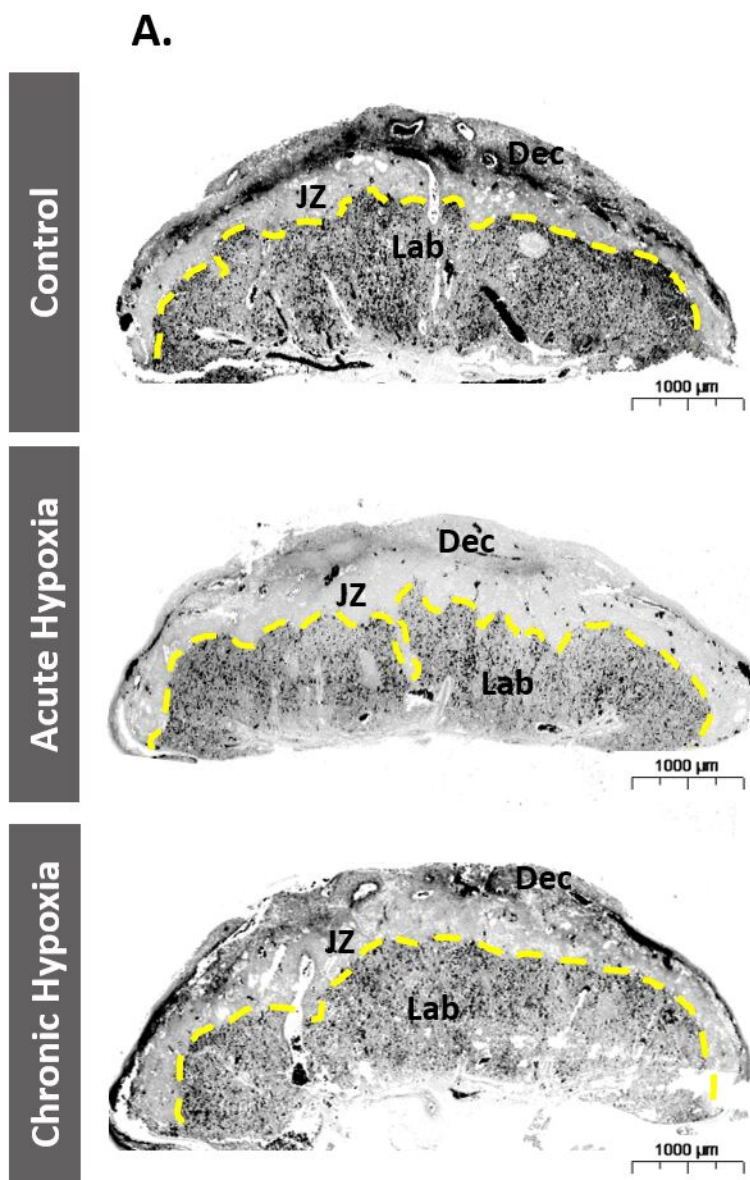 A.
Control
Dec
JZ
Lab
1000 µm
Acute Hypoxia
Dec
JZ
Lab
1000 µm
Chronic Hypoxia
Dec
JZ
Lab
1000 µm